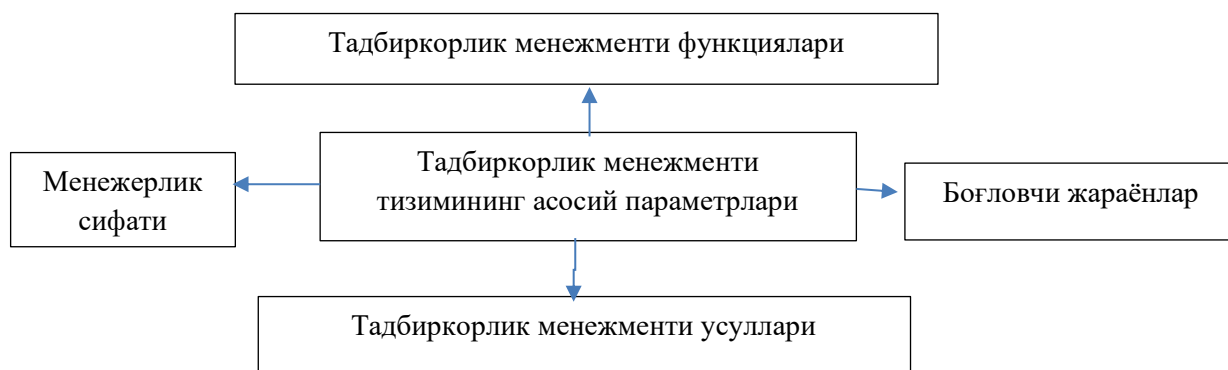 Тадбиркорлик менежменти функциялари
Менежерлик
сифати
Тадбиркорлик менежменти
тизимининг асосий параметрлари
Боғловчи жараёнлар
Тадбиркорлик менежменти усуллари